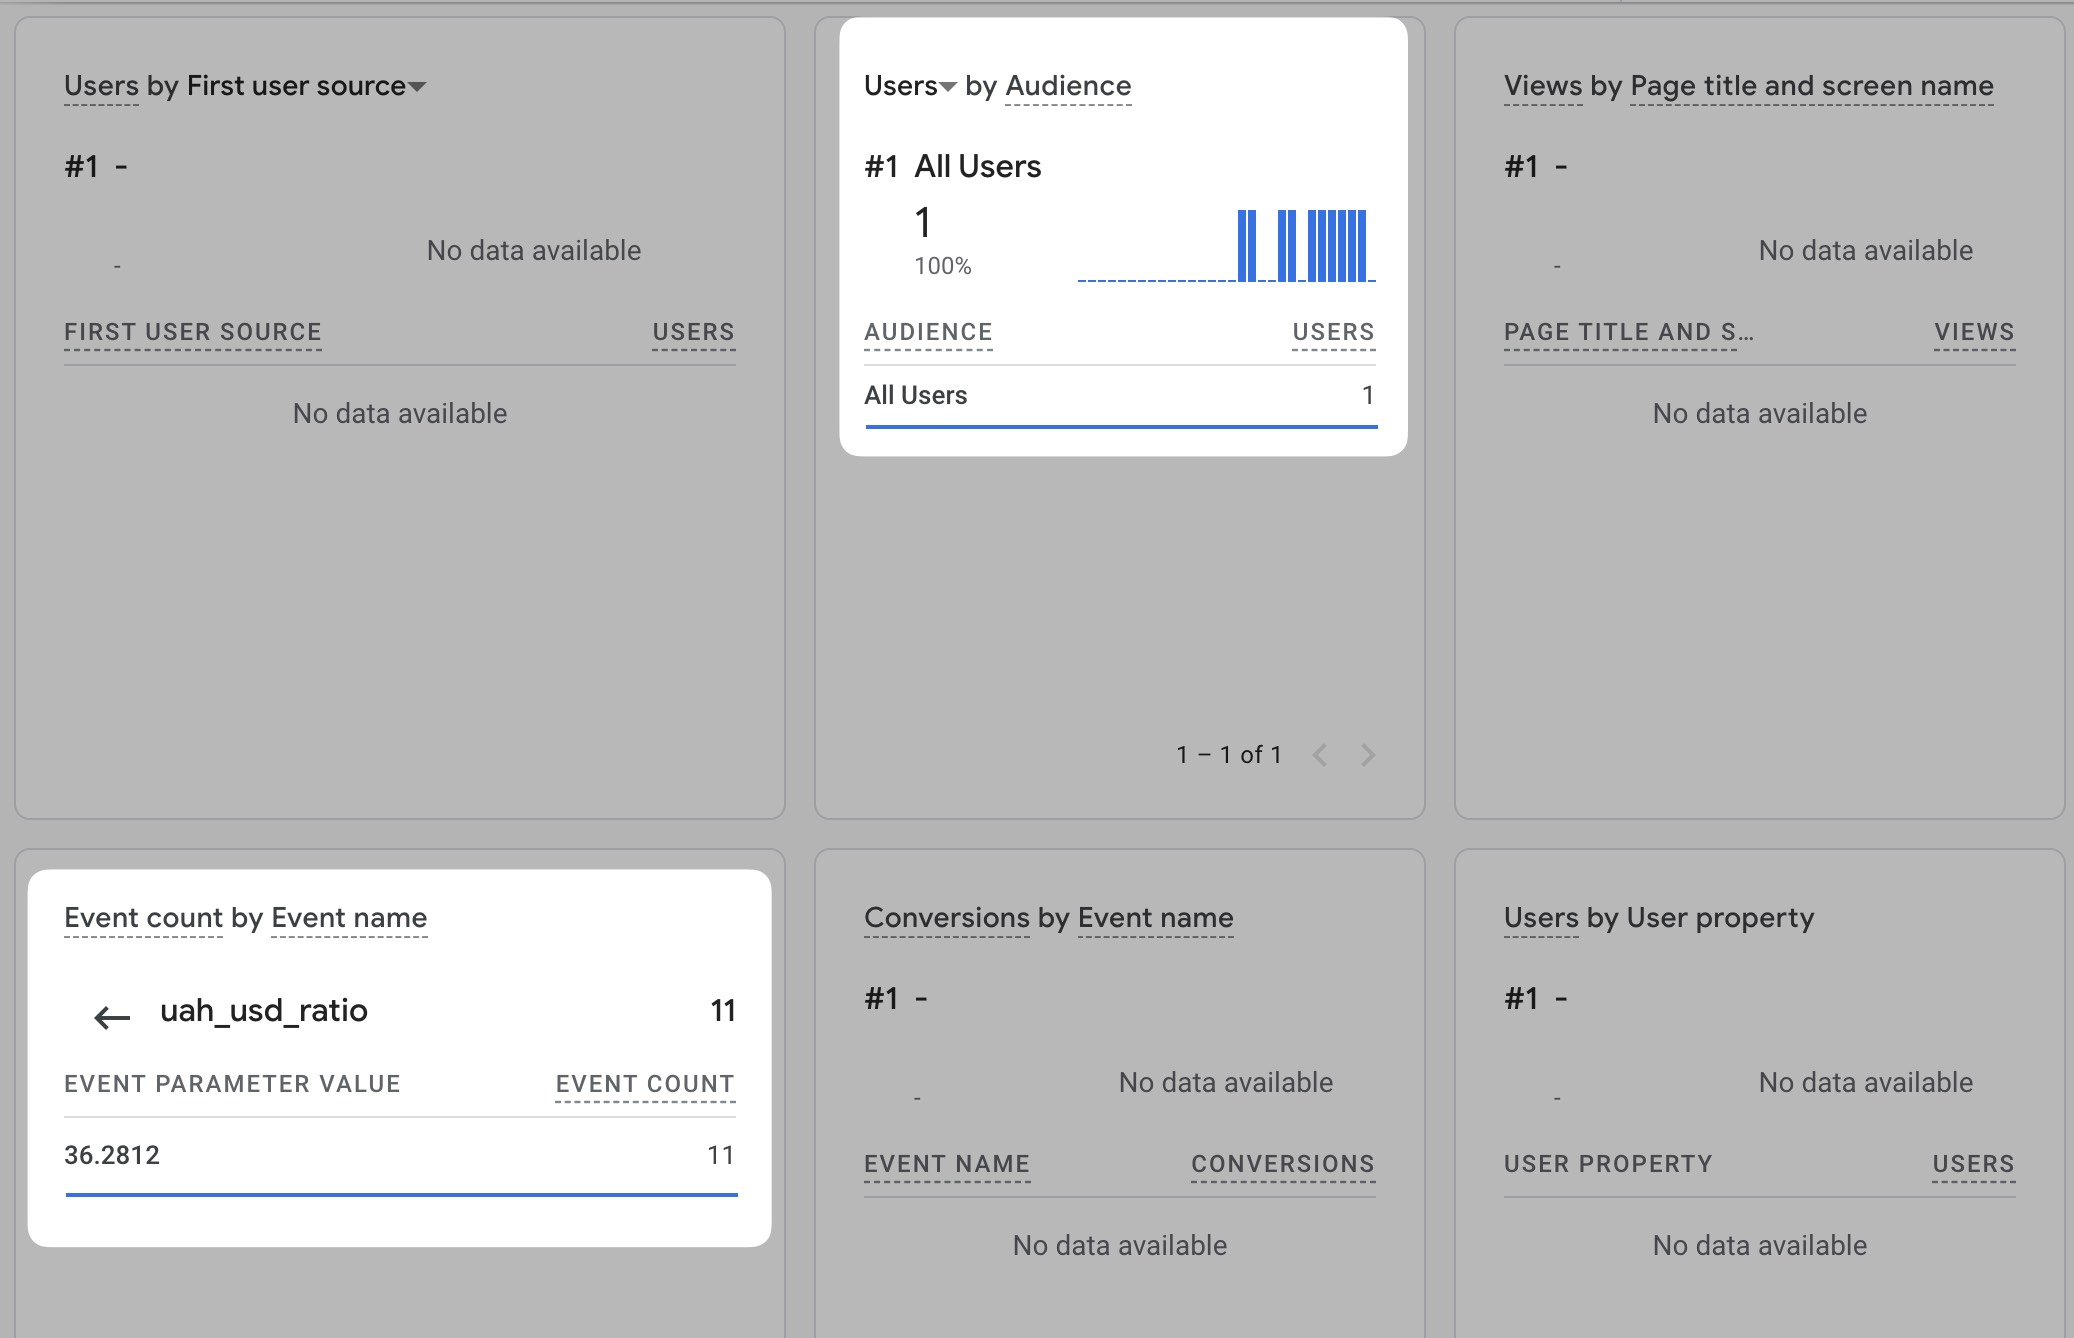 Users by First user source
#1 -
-
No data available
FIRST USER SOURCE USERS
No data available
Users by Audience
#1 All Users
1
100%
AUDIENCE USERS
All Users 1
1 – 1 of 1
Views by Page title and screen name
#1 -
-
No data available
PAGE TITLE AND S... VIEWS
No data available
Event count by Event name
uah_usd_ratio 11
EVENT PARAMETER VALUE EVENT COUNT
36.2812 11
Conversions by Event name
#1 -
-
No data available
EVENT NAME CONVERSIONS
No data available
Users by User property
#1 -
-
No data available
USER PROPERTY USERS
No data available